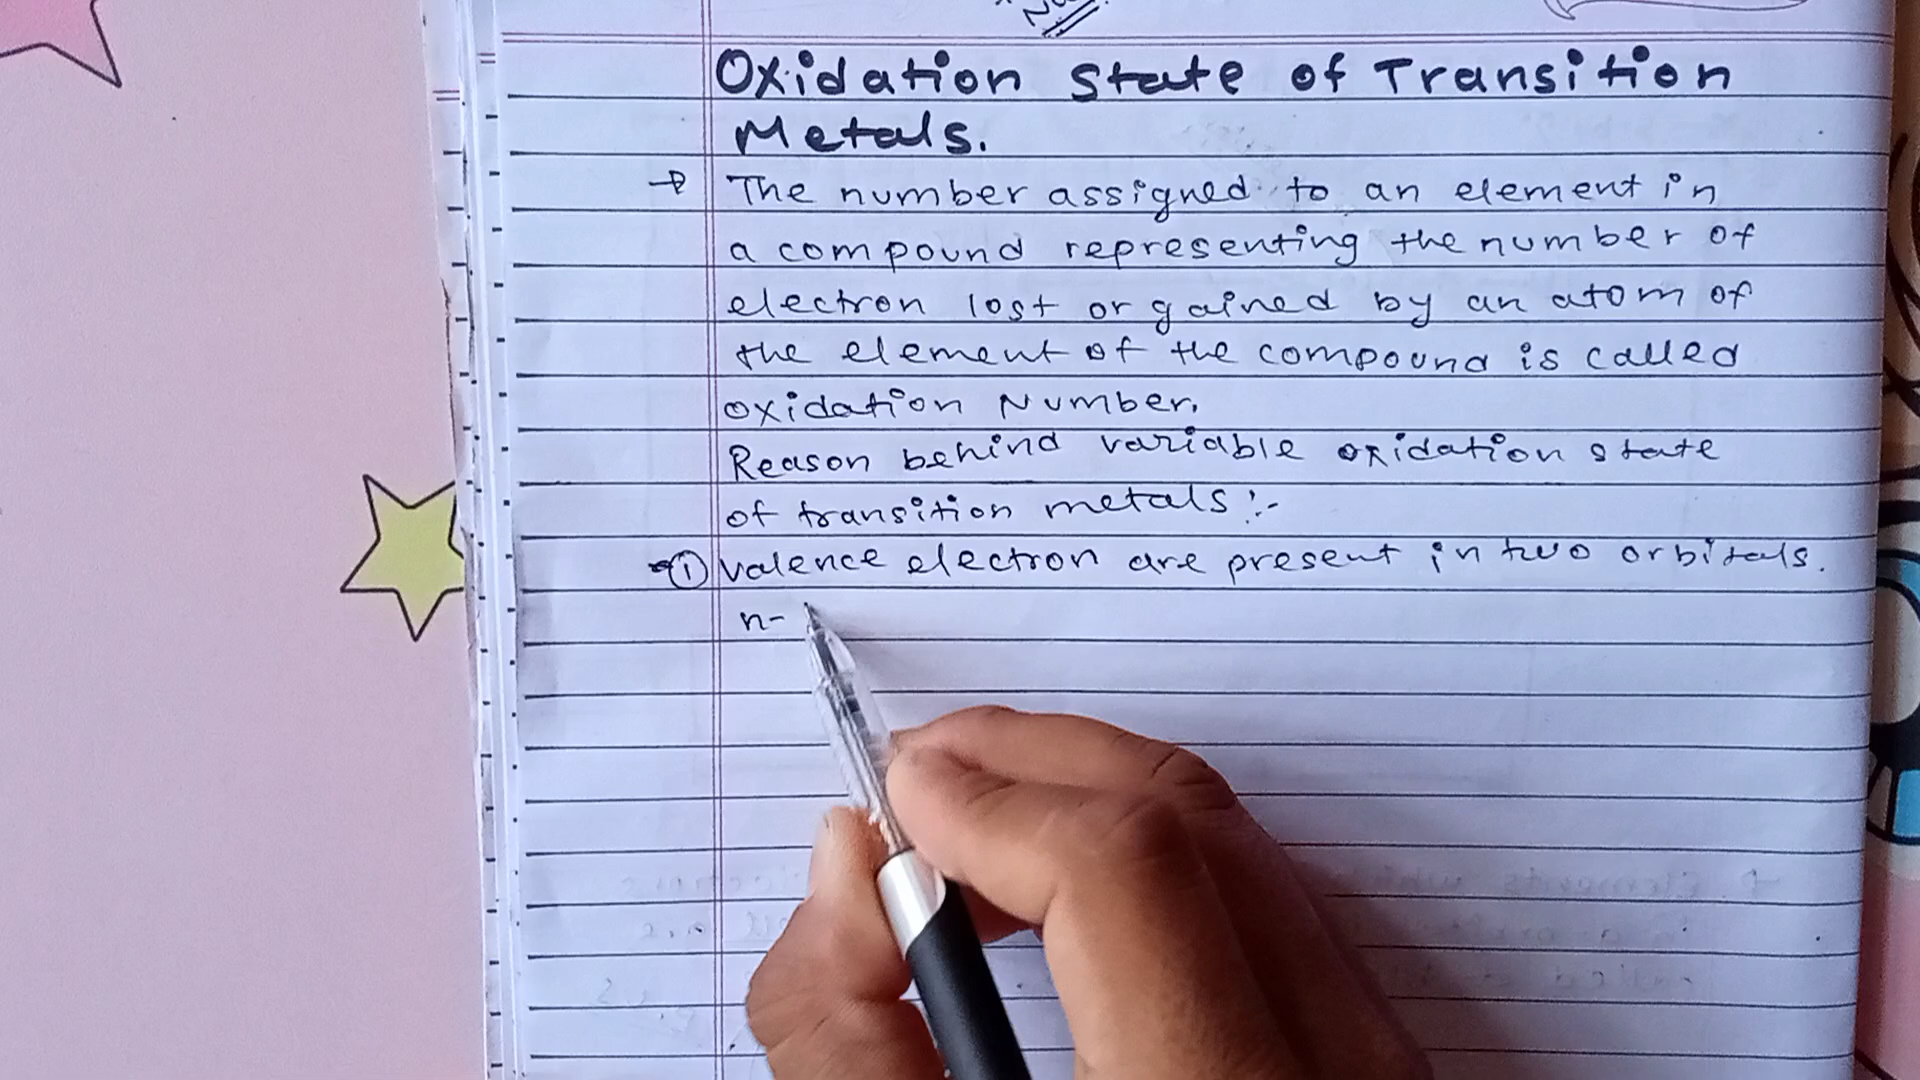 Oxidation State of Transition
Metals.
→ The number assigned to an element in
a compound representing the number of
electron lost or gained by an atom of
the element of the compound is called
oxidation Number.
Reason behind variable oxidation state
of transition metals :-
① valence electron are present in two orbitals.
n-